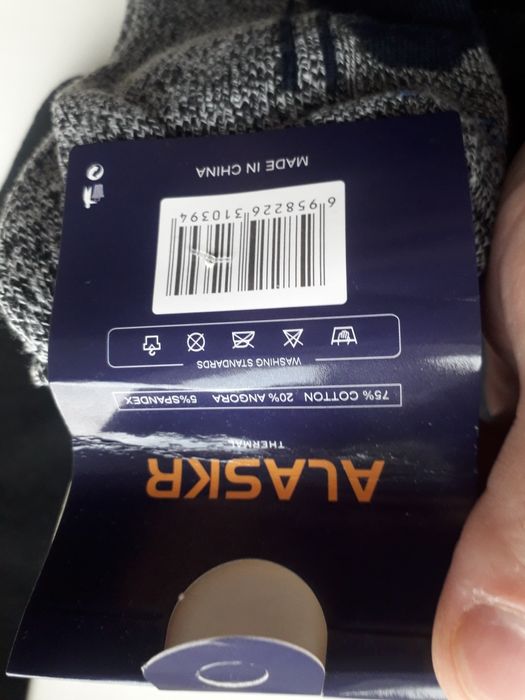 ALASKR
THERMAL
75% COTTON 20% ANGORA 5%SPANDEX
WASHING STANDARDS
6 958226 310394
MADE IN CHINA